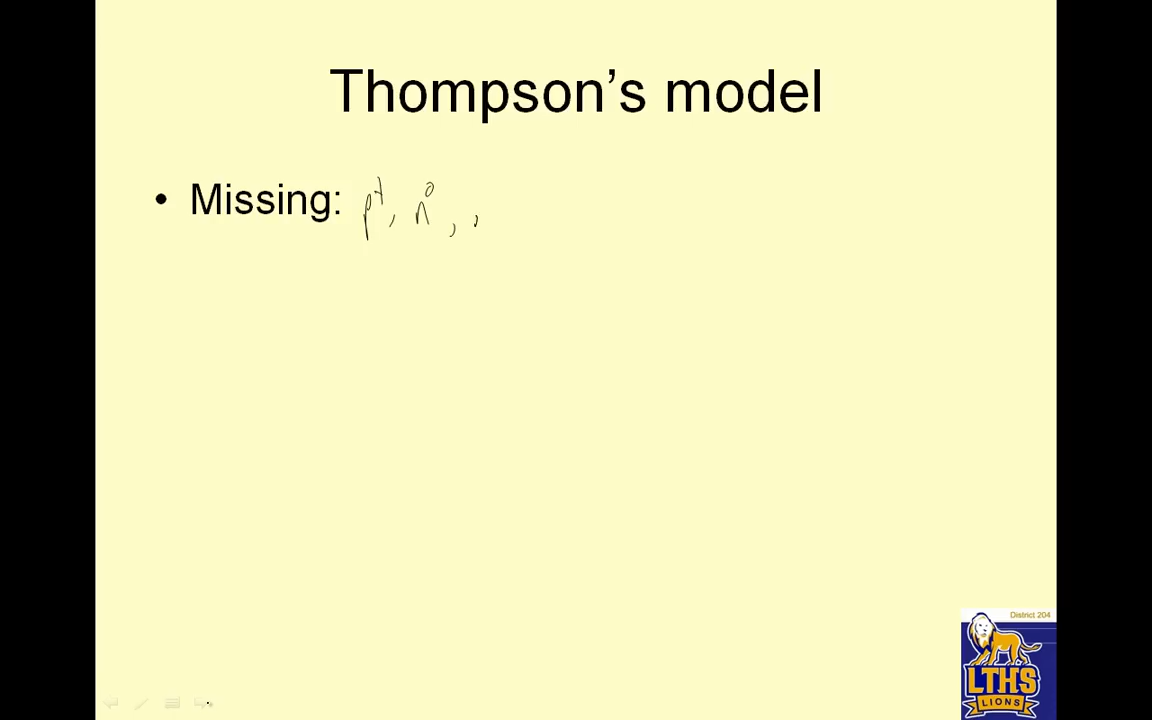 Thompson’s model
• Missing: p⁺, n⁰, ,
District 204
LTHS
LIONS